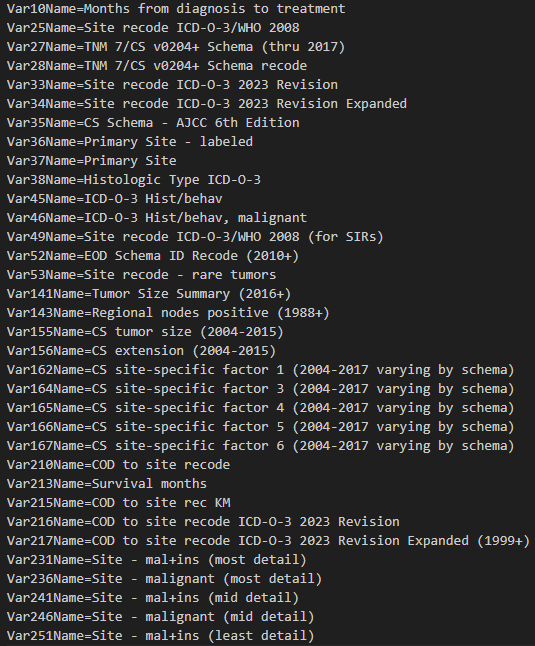 Var10Name=Months from diagnosis to treatment
Var25Name=Site recode ICD-O-3/WHO 2008
Var27Name=TNM 7/CS v0204+ Schema (thru 2017)
Var28Name=TNM 7/CS v0204+ Schema recode
Var33Name=Site recode ICD-O-3 2023 Revision
Var34Name=Site recode ICD-O-3 2023 Revision Expanded
Var35Name=CS Schema - AJCC 6th Edition
Var36Name=Primary Site - labeled
Var37Name=Primary Site
Var38Name=Histologic Type ICD-O-3
Var45Name=ICD-O-3 Hist/behav
Var46Name=ICD-O-3 Hist/behav, malignant
Var49Name=Site recode ICD-O-3/WHO 2008 (for SIRs)
Var52Name=EOD Schema ID Recode (2010+)
Var53Name=Site recode - rare tumors
Var141Name=Tumor Size Summary (2016+)
Var143Name=Regional nodes positive (1988+)
Var155Name=CS tumor size (2004-2015)
Var156Name=CS extension (2004-2015)
Var162Name=CS site-specific factor 1 (2004-2017 varying by schema)
Var164Name=CS site-specific factor 3 (2004-2017 varying by schema)
Var165Name=CS site-specific factor 4 (2004-2017 varying by schema)
Var166Name=CS site-specific factor 5 (2004-2017 varying by schema)
Var167Name=CS site-specific factor 6 (2004-2017 varying by schema)
Var210Name=COD to site recode
Var213Name=Survival months
Var215Name=COD to site rec KM
Var216Name=COD to site recode ICD-O-3 2023 Revision
Var217Name=COD to site recode ICD-O-3 2023 Revision Expanded (1999+)
Var231Name=Site - mal+ins (most detail)
Var236Name=Site - malignant (most detail)
Var241Name=Site - mal+ins (mid detail)
Var246Name=Site - malignant (mid detail)
Var251Name=Site - mal+ins (least detail)